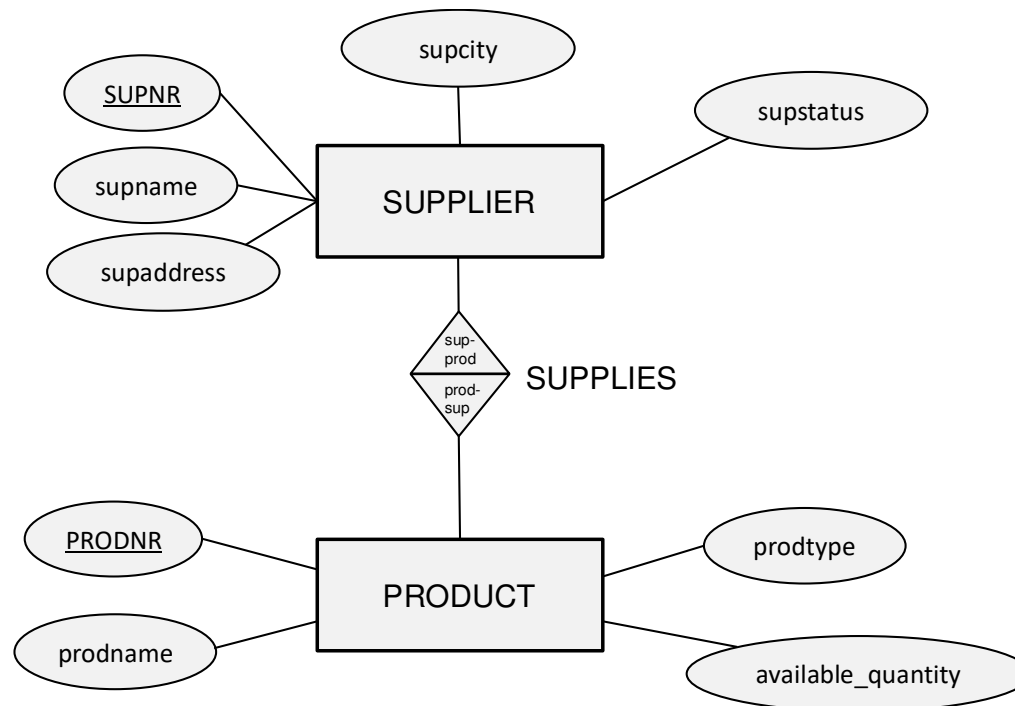 supcity
SUPNR
supstatus
supname
SUPPLIER
supaddress
sup-
prod
SUPPLIES
prod-
sup
PRODNR
prodtype
PRODUCT
prodname
available_quantity